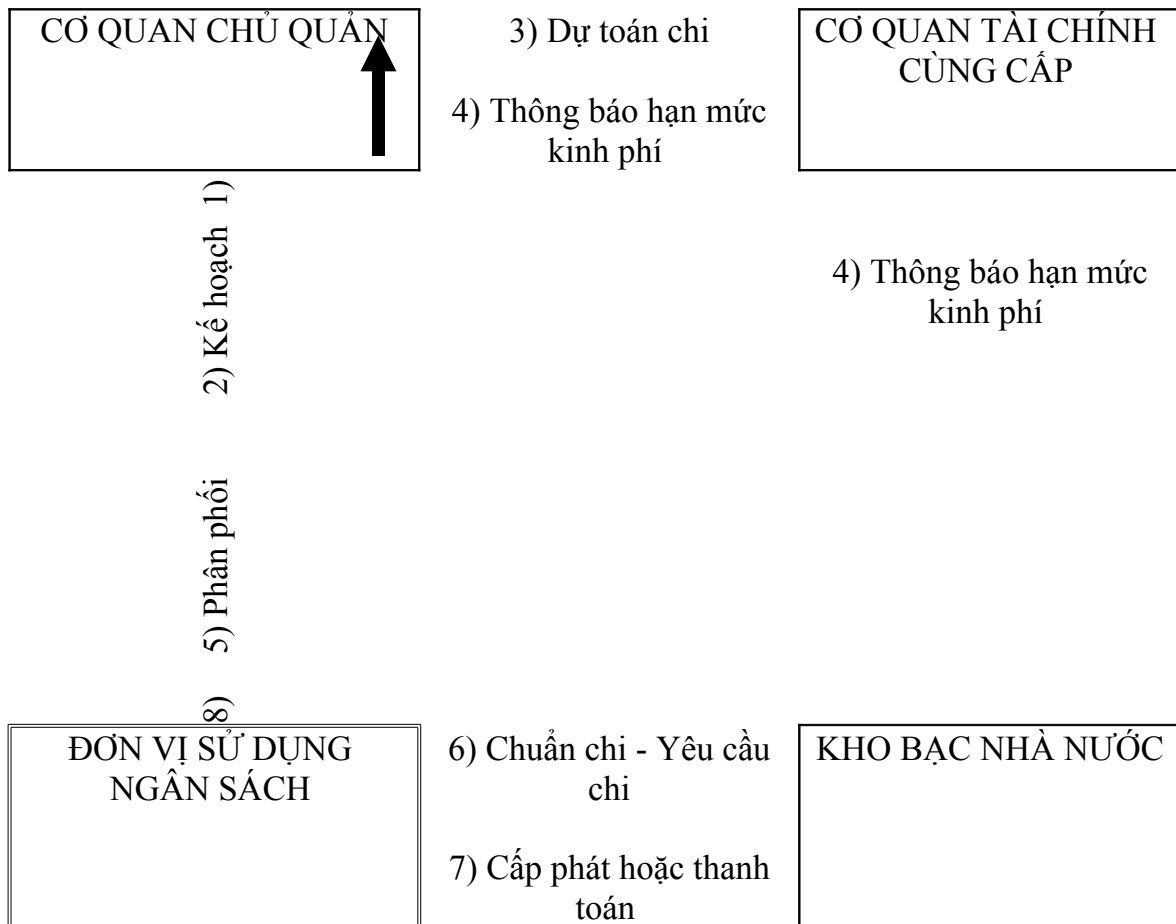 CƠ QUAN CHỦ QUẢN
3) Dự toán chi
4) Thông báo hạn mức
kinh phí
CƠ QUAN TÀI CHÍNH
CÙNG CẤP
4) Thông báo hạn mức
kinh phí
8) 5) Phân phối 2) Kế hoạch 1)
ĐƠN VỊ SỬ DỤNG
NGÂN SÁCH
6) Chuẩn chi - Yêu cầu
chi
7) Cấp phát hoặc thanh
toán
KHO BẠC NHÀ NƯỚC